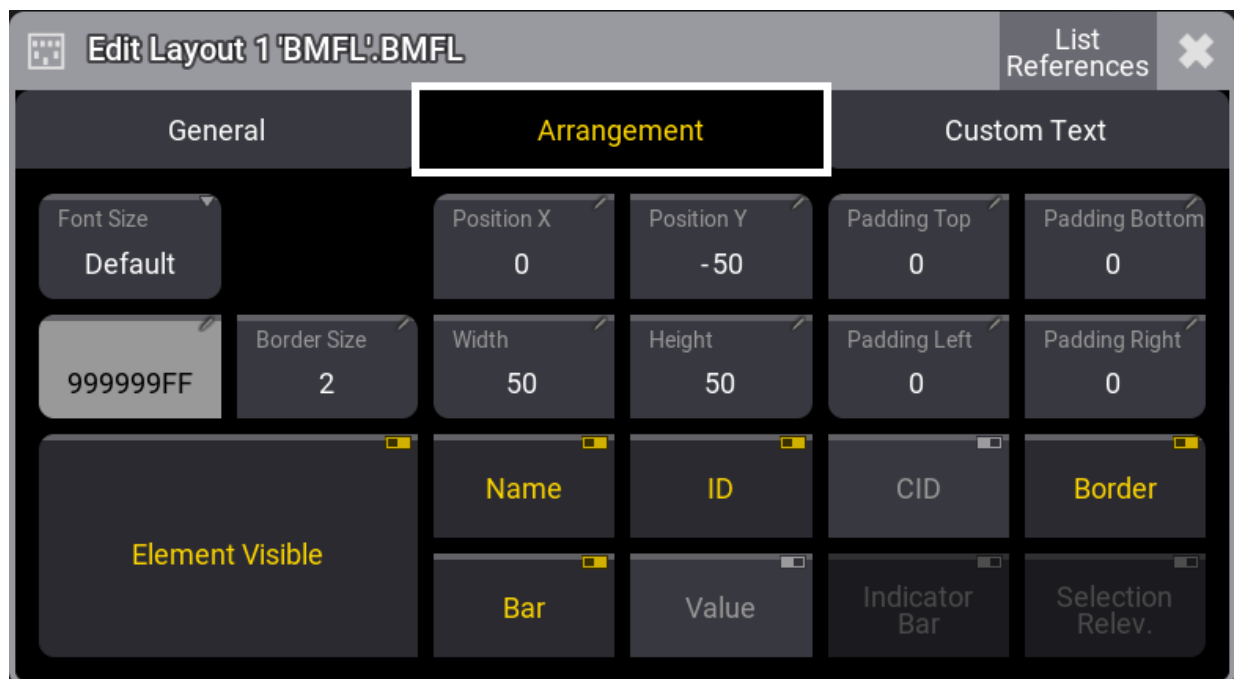 Edit Layout 1 'BMFL'.BMFL
List
References
General
Arrangement
Custom Text
Font Size
Default
Position X
0
Position Y
-50
Padding Top
0
Padding Bottom
0
999999FF
Border Size
2
Width
50
Height
50
Padding Left
0
Padding Right
0
Element Visible
Name
ID
CID
Border
Bar
Value
Indicator
Bar
Selection
Relev.